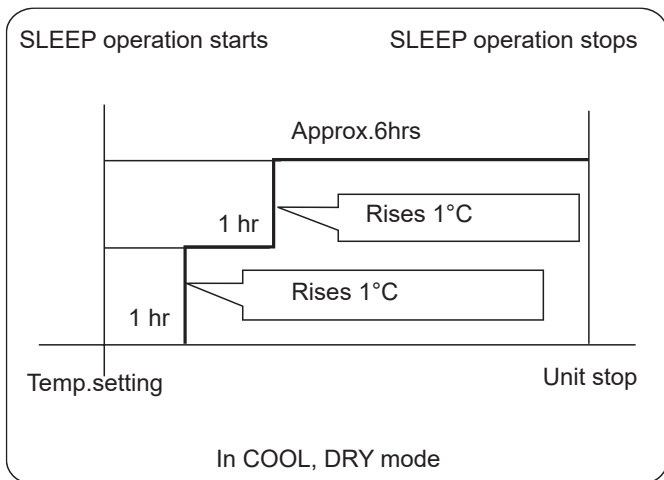 SLEEP operation starts
SLEEP operation stops
Approx.6hrs
Rises 1°C
1 hr
Rises 1°C
1 hr
Temp.setting
Unit stop
In COOL, DRY mode